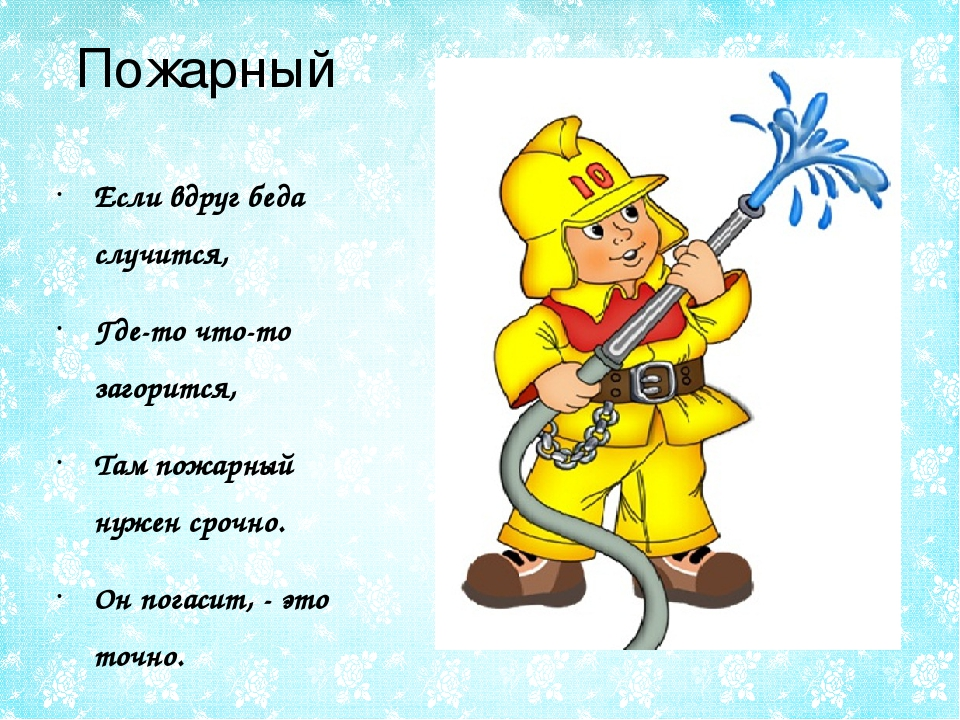 Пожарный
Если вдруг беда
случится,
Где-то что-то
загорится,
Там пожарный
нужен срочно.
Он погасит, - это
точно.
10